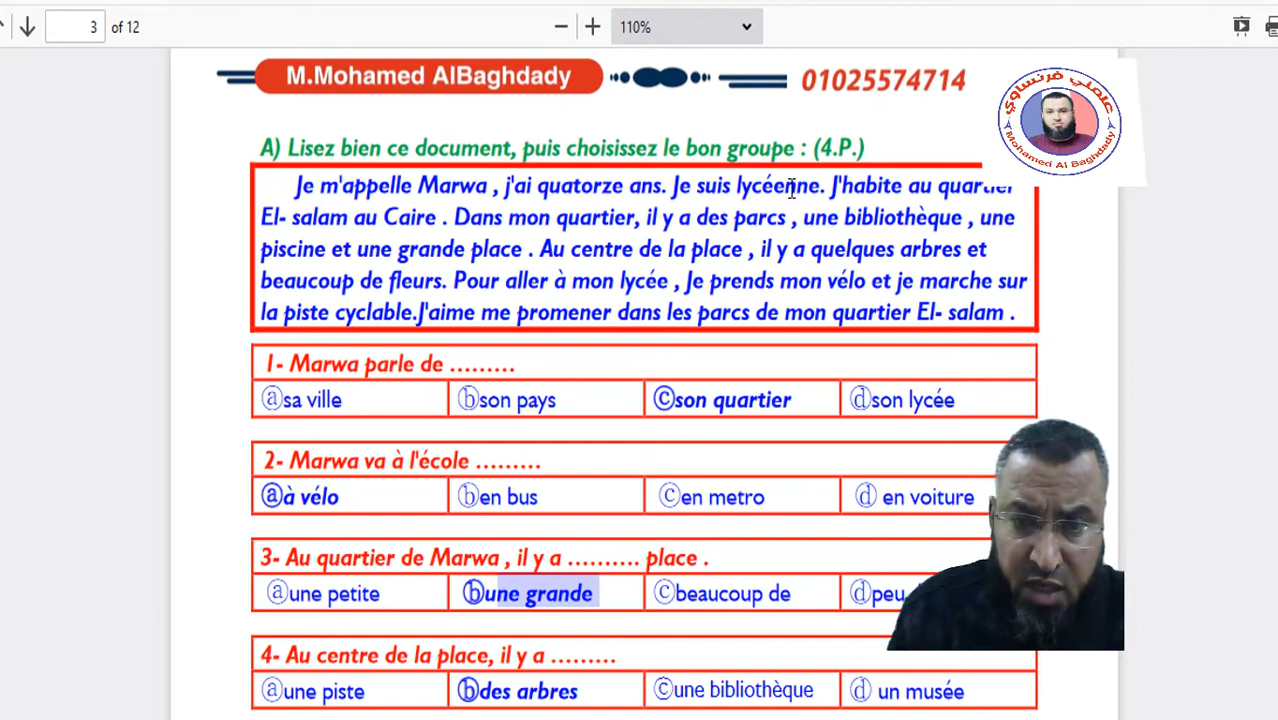 3 of 12
110%
M.Mohamed AlBaghdady
01025574714
علمني فرنساوي
Mohamed Al Baghdadi
A) Lisez bien ce document, puis choisissez le bon groupe : (4.P.)
Je m'appelle Marwa , j'ai quatorze ans. Je suis lycéenne. J'habite au quartier
El- salam au Caire . Dans mon quartier, il y a des parcs , une bibliothèque , une
piscine et une grande place . Au centre de la place , il y a quelques arbres et
beaucoup de fleurs. Pour aller à mon lycée , Je prends mon vélo et je marche sur
la piste cyclable.J'aime me promener dans les parcs de mon quartier El- salam .
1- Marwa parle de .........
ⓐsa ville ⓑson pays ⓒson quartier ⓓson lycée
2- Marwa va à l'école .........
ⓐà vélo ⓑen bus ⓒen metro ⓓ en voiture
3- Au quartier de Marwa , il y a .......... place .
ⓐune petite ⓑune grande ⓒbeaucoup de ⓓpeu
4- Au centre de la place, il y a .........
ⓐune piste ⓑdes arbres ⓒune bibliothèque ⓓ un musée